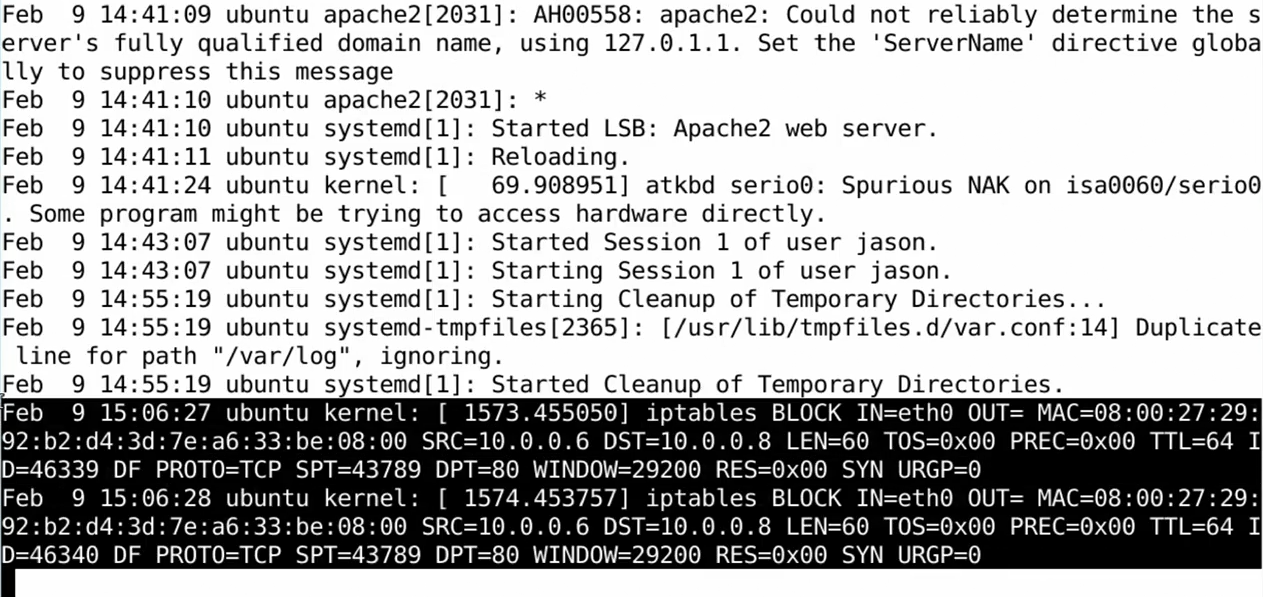 Feb  9 14:41:09 ubuntu apache2[2031]: AH00558: apache2: Could not reliably determine the s
erver's fully qualified domain name, using 127.0.1.1. Set the 'ServerName' directive globa
lly to suppress this message
Feb  9 14:41:10 ubuntu apache2[2031]: *
Feb  9 14:41:10 ubuntu systemd[1]: Started LSB: Apache2 web server.
Feb  9 14:41:11 ubuntu systemd[1]: Reloading.
Feb  9 14:41:24 ubuntu kernel: [   69.908951] atkbd serio0: Spurious NAK on isa0060/serio0
. Some program might be trying to access hardware directly.
Feb  9 14:43:07 ubuntu systemd[1]: Started Session 1 of user jason.
Feb  9 14:43:07 ubuntu systemd[1]: Starting Session 1 of user jason.
Feb  9 14:55:19 ubuntu systemd[1]: Starting Cleanup of Temporary Directories...
Feb  9 14:55:19 ubuntu systemd-tmpfiles[2365]: [/usr/lib/tmpfiles.d/var.conf:14] Duplicate
 line for path "/var/log", ignoring.
Feb  9 14:55:19 ubuntu systemd[1]: Started Cleanup of Temporary Directories.
Feb  9 15:06:27 ubuntu kernel: [ 1573.455050] iptables BLOCK IN=eth0 OUT= MAC=08:00:27:29:
92:b2:d4:3d:7e:a6:33:be:08:00 SRC=10.0.0.6 DST=10.0.0.8 LEN=60 TOS=0x00 PREC=0x00 TTL=64 I
D=46339 DF PROTO=TCP SPT=43789 DPT=80 WINDOW=29200 RES=0x00 SYN URGP=0
Feb  9 15:06:28 ubuntu kernel: [ 1574.453757] iptables BLOCK IN=eth0 OUT= MAC=08:00:27:29:
92:b2:d4:3d:7e:a6:33:be:08:00 SRC=10.0.0.6 DST=10.0.0.8 LEN=60 TOS=0x00 PREC=0x00 TTL=64 I
D=46340 DF PROTO=TCP SPT=43789 DPT=80 WINDOW=29200 RES=0x00 SYN URGP=0